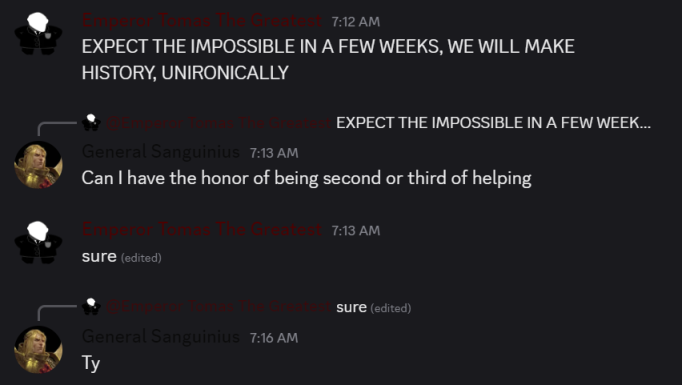 Emperor Tomas The Greatest 7:12 AM
EXPECT THE IMPOSSIBLE IN A FEW WEEKS, WE WILL MAKE
HISTORY, UNIRONICALLY
@Emperor Tomas The Greatest EXPECT THE IMPOSSIBLE IN A FEW WEEK...
General Sanguinius 7:13 AM
Can I have the honor of being second or third of helping
Emperor Tomas The Greatest 7:13 AM
sure (edited)
@Emperor Tomas The Greatest sure (edited)
General Sanguinius 7:16 AM
Ty